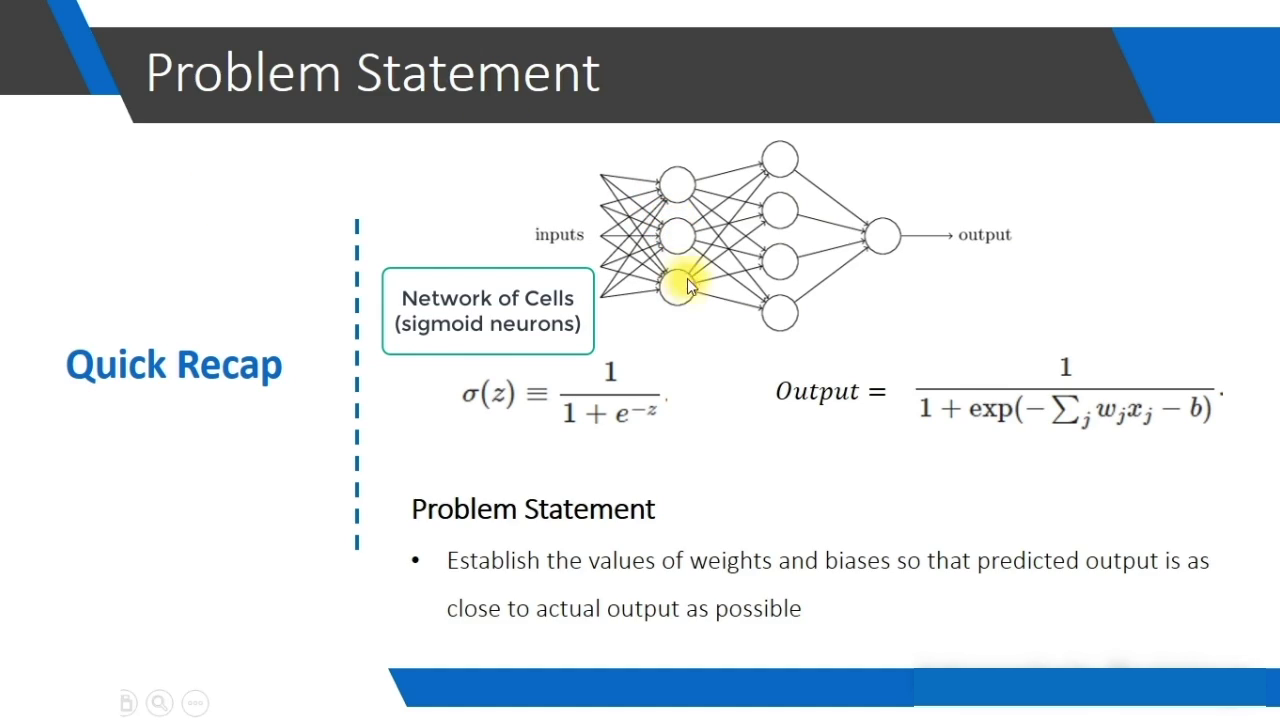 Problem Statement
inputs
output
Network of Cells
(sigmoid neurons)
Quick Recap
σ(z) ≡ 1 / (1 + e^{−z}).
Output = 1 / (1 + exp(−∑_j w_j x_j − b)).
Problem Statement
• Establish the values of weights and biases so that predicted output is as
close to actual output as possible